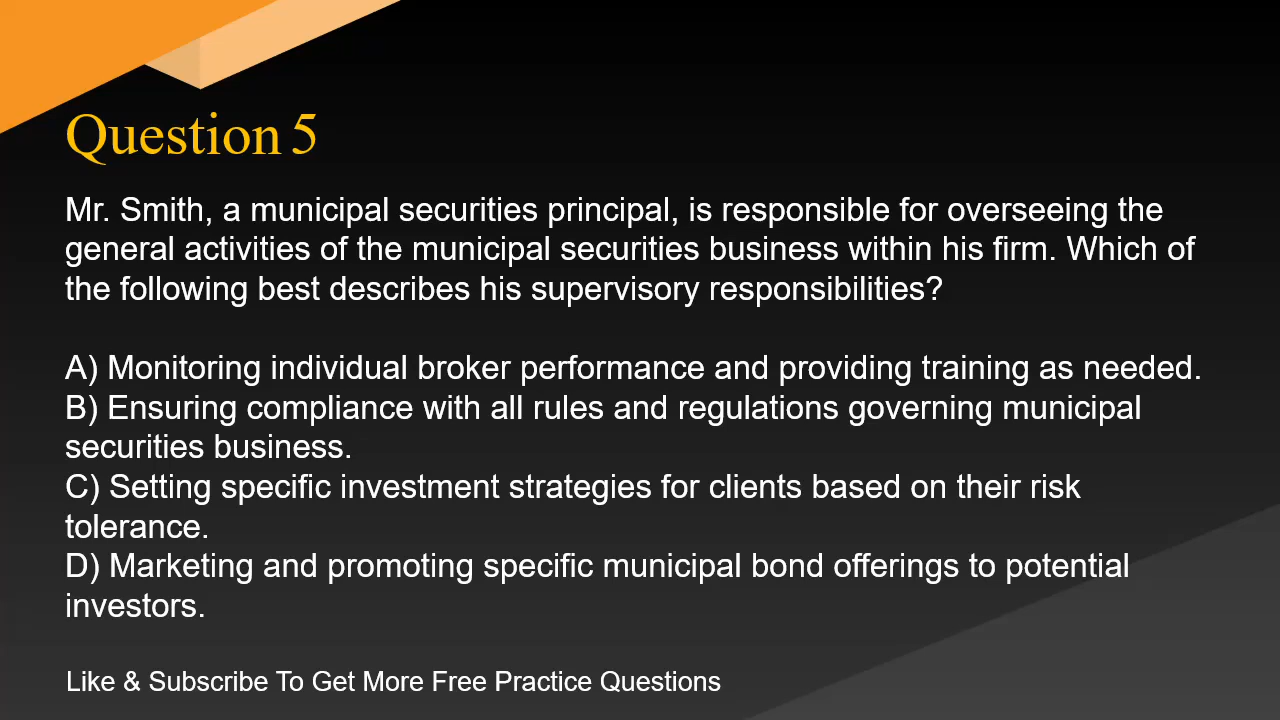 Question 5
Mr. Smith, a municipal securities principal, is responsible for overseeing the
general activities of the municipal securities business within his firm. Which of
the following best describes his supervisory responsibilities?
A) Monitoring individual broker performance and providing training as needed.
B) Ensuring compliance with all rules and regulations governing municipal
securities business.
C) Setting specific investment strategies for clients based on their risk
tolerance.
D) Marketing and promoting specific municipal bond offerings to potential
investors.
Like & Subscribe To Get More Free Practice Questions